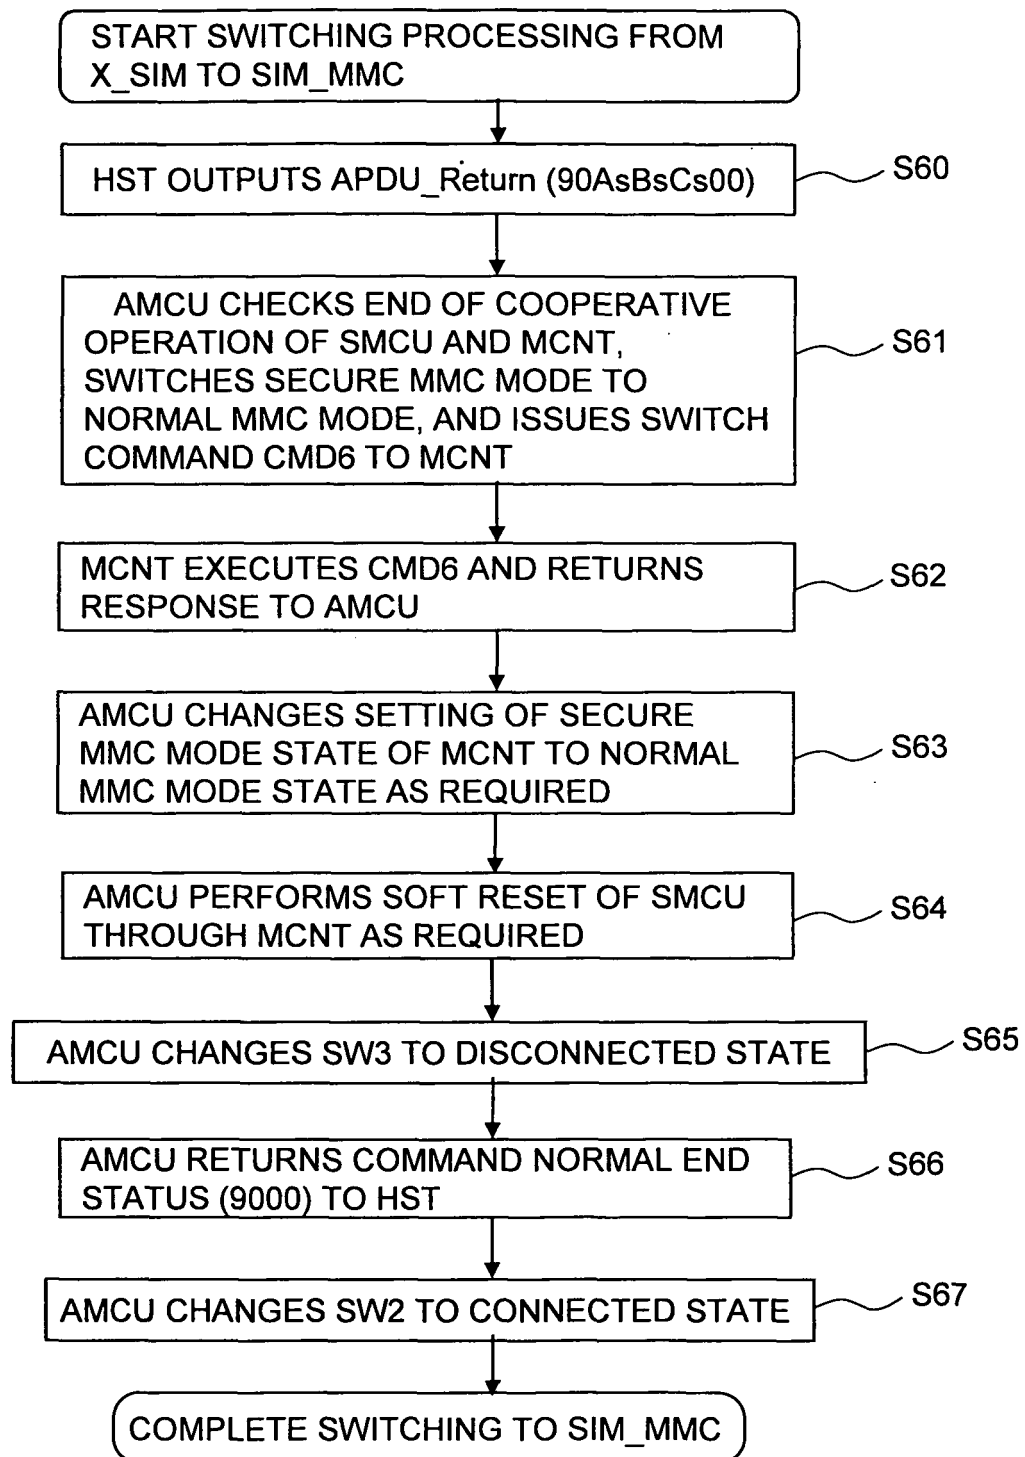 START SWITCHING PROCESSING FROM
X_SIM TO SIM_MMC
HST OUTPUTS APDU_Return (90AsBsCs00)
S60
AMCU CHECKS END OF COOPERATIVE
OPERATION OF SMCU AND MCNT,
SWITCHES SECURE MMC MODE TO
NORMAL MMC MODE, AND ISSUES SWITCH
COMMAND CMD6 TO MCNT
S61
MCNT EXECUTES CMD6 AND RETURNS
RESPONSE TO AMCU
S62
AMCU CHANGES SETTING OF SECURE
MMC MODE STATE OF MCNT TO NORMAL
MMC MODE STATE AS REQUIRED
S63
AMCU PERFORMS SOFT RESET OF SMCU
THROUGH MCNT AS REQUIRED
S64
AMCU CHANGES SW3 TO DISCONNECTED STATE
S65
AMCU RETURNS COMMAND NORMAL END
STATUS (9000) TO HST
S66
AMCU CHANGES SW2 TO CONNECTED STATE
S67
COMPLETE SWITCHING TO SIM_MMC